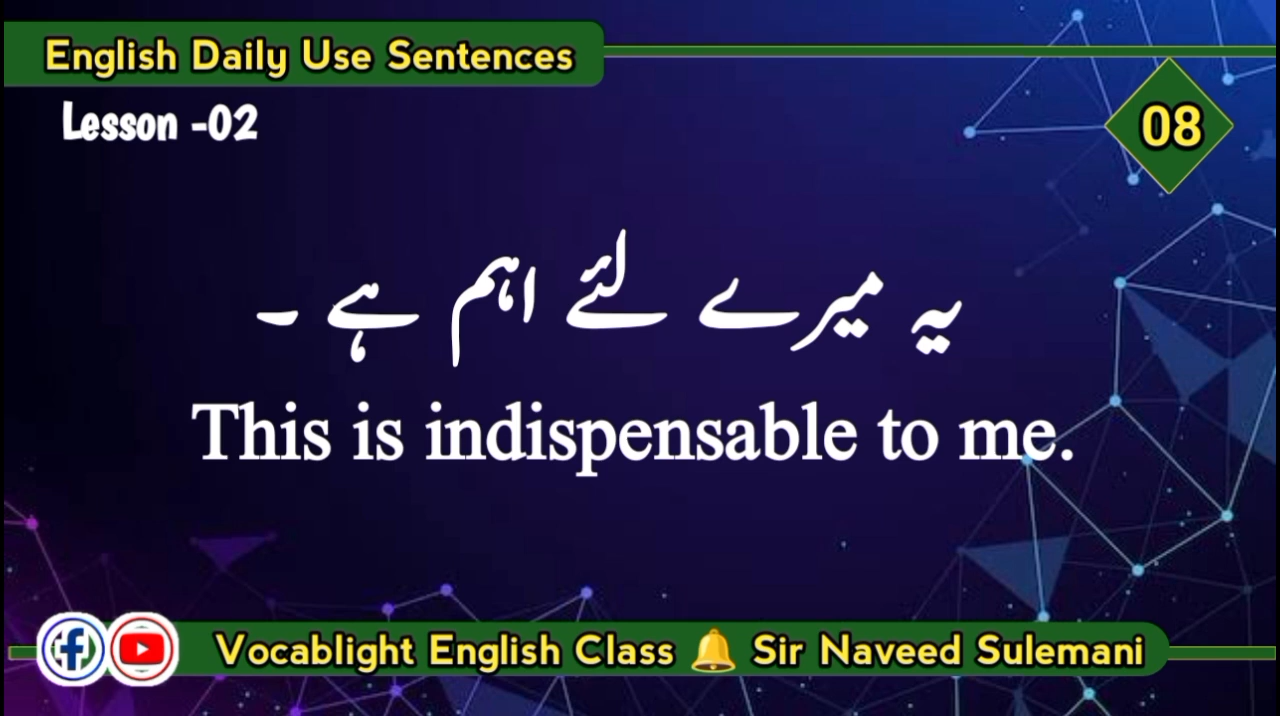 English Daily Use Sentences
Lesson -02
08
یہ میرے لئے اہم ہے ۔
This is indispensable to me.
Vocablight English Class 🔔 Sir Naveed Sulemani